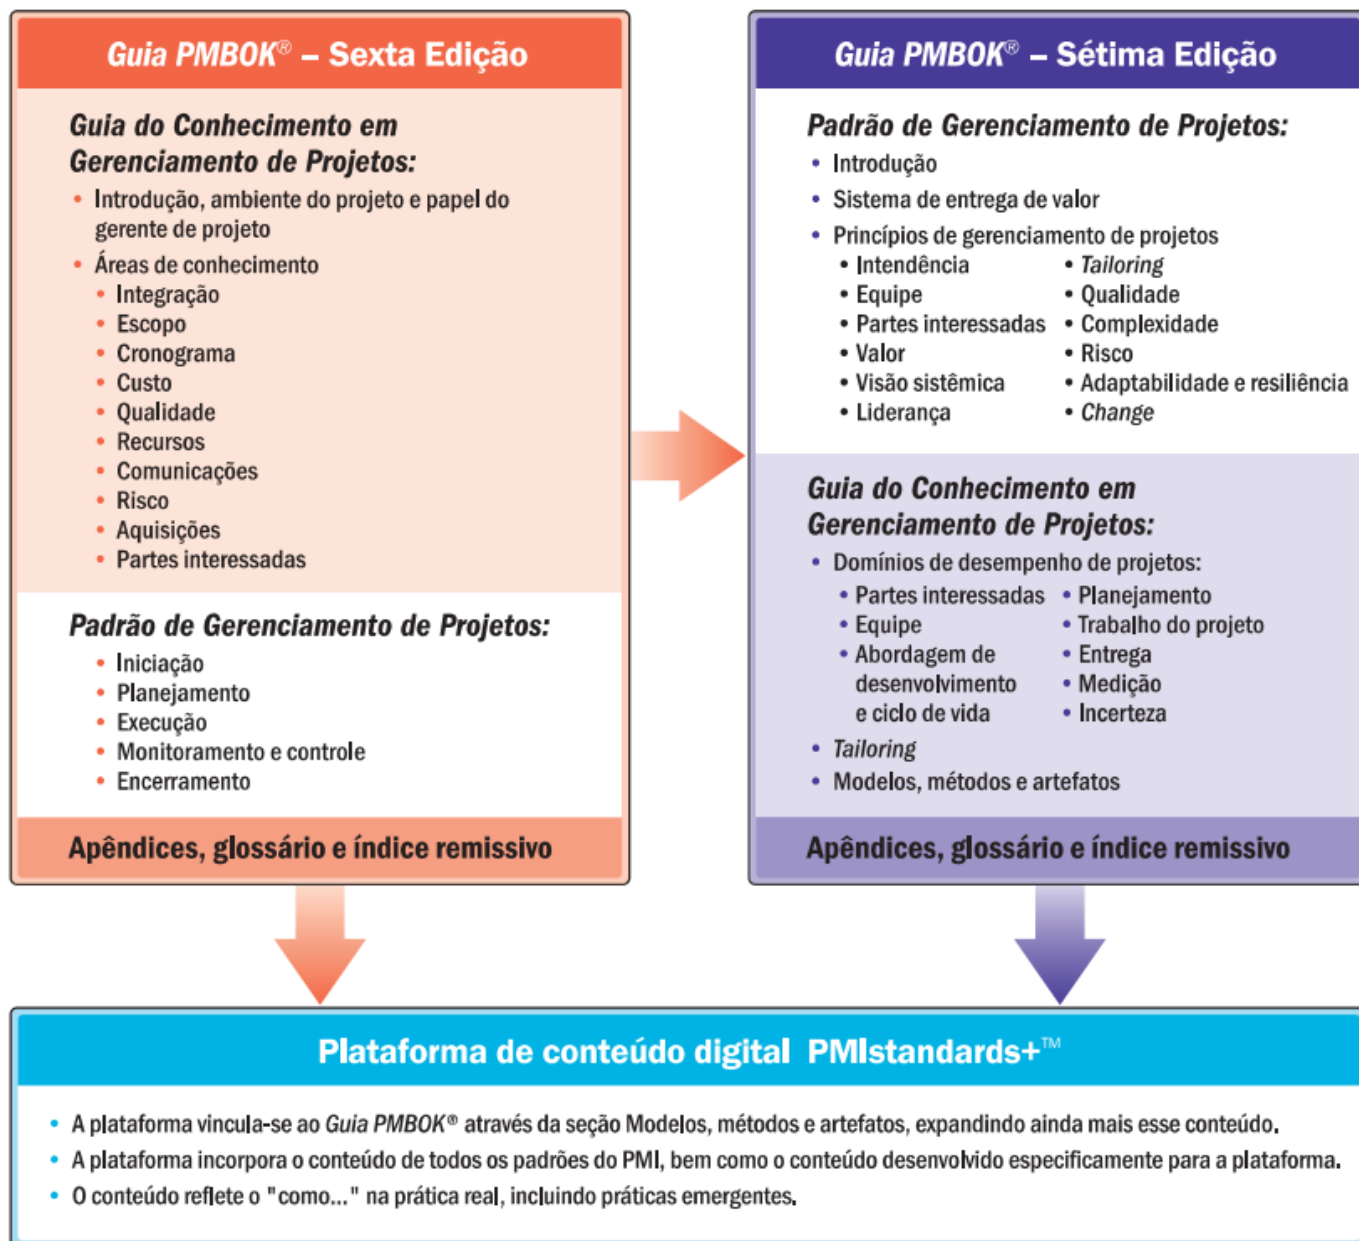 Guia PMBOK® – Sexta Edição
Guia do Conhecimento em
Gerenciamento de Projetos:
• Introdução, ambiente do projeto e papel do
gerente de projeto
• Áreas de conhecimento
• Integração
• Escopo
• Cronograma
• Custo
• Qualidade
• Recursos
• Comunicações
• Risco
• Aquisições
• Partes interessadas
Padrão de Gerenciamento de Projetos:
• Iniciação
• Planejamento
• Execução
• Monitoramento e controle
• Encerramento
Apêndices, glossário e índice remissivo
Guia PMBOK® – Sétima Edição
Padrão de Gerenciamento de Projetos:
• Introdução
• Sistema de entrega de valor
• Princípios de gerenciamento de projetos
• Intendência
• Equipe
• Partes interessadas
• Valor
• Visão sistêmica
• Liderança
• Tailoring
• Qualidade
• Complexidade
• Risco
• Adaptabilidade e resiliência
• Change
Guia do Conhecimento em
Gerenciamento de Projetos:
• Domínios de desempenho de projetos:
• Partes interessadas
• Equipe
• Abordagem de
desenvolvimento
e ciclo de vida
• Planejamento
• Trabalho do projeto
• Entrega
• Medição
• Incerteza
• Tailoring
• Modelos, métodos e artefatos
Apêndices, glossário e índice remissivo
Plataforma de conteúdo digital PMIstandards+™
• A plataforma vincula-se ao Guia PMBOK® através da seção Modelos, métodos e artefatos, expandindo ainda mais esse conteúdo.
• A plataforma incorpora o conteúdo de todos os padrões do PMI, bem como o conteúdo desenvolvido especificamente para a plataforma.
• O conteúdo reflete o "como..." na prática real, incluindo práticas emergentes.